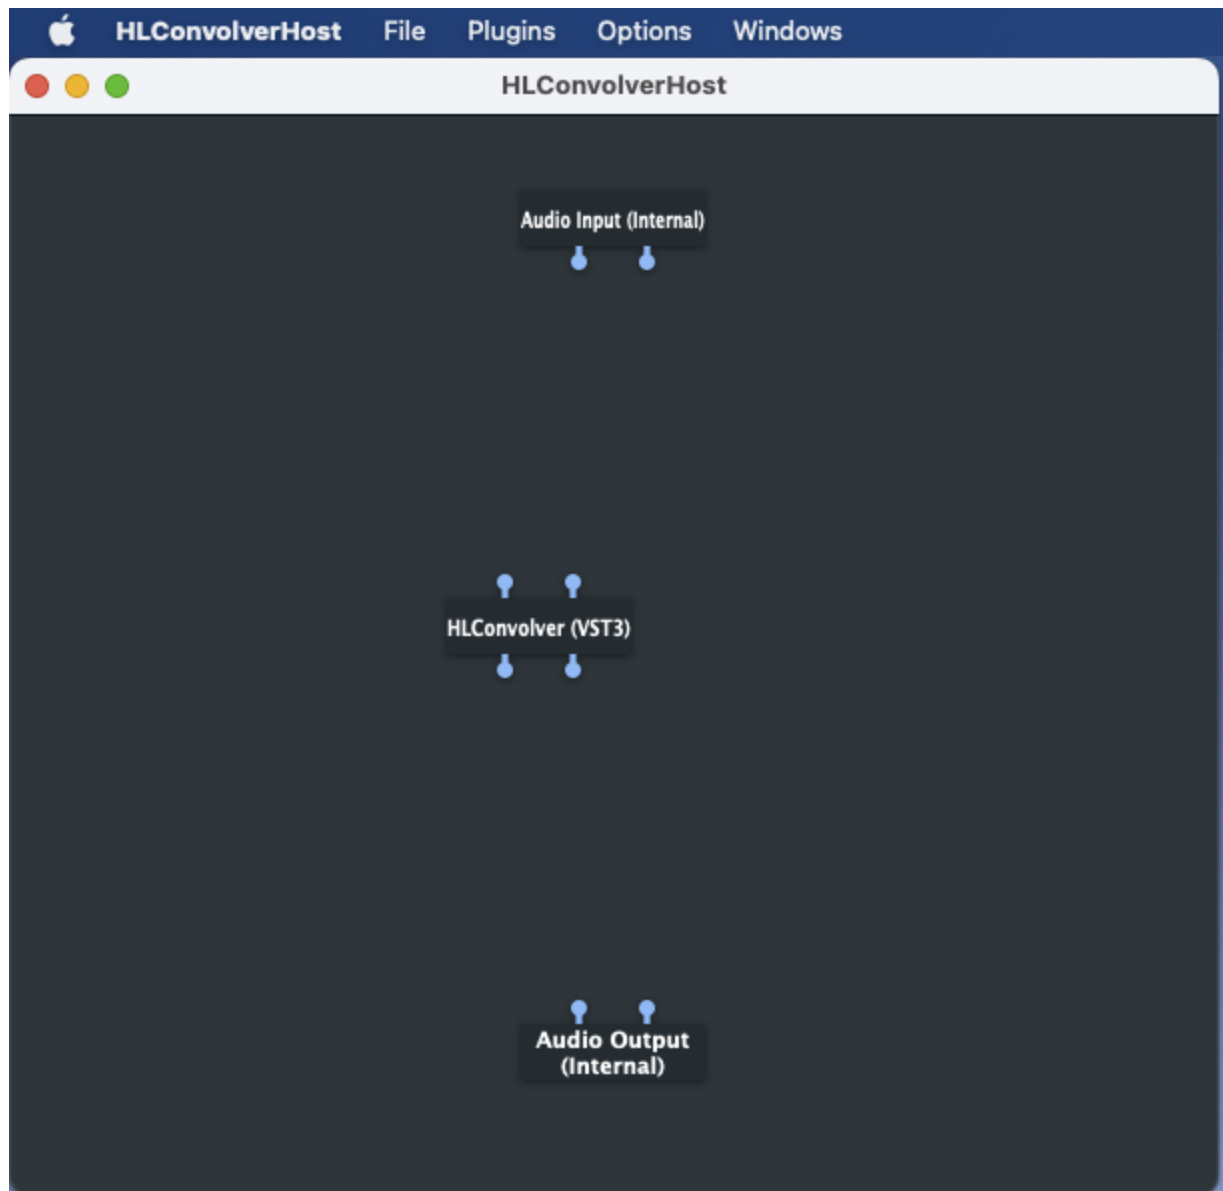 HLConvolverHost File Plugins Options Windows
HLConvolverHost
Audio Input (Internal)
HLConvolver (VST3)
Audio Output
(Internal)